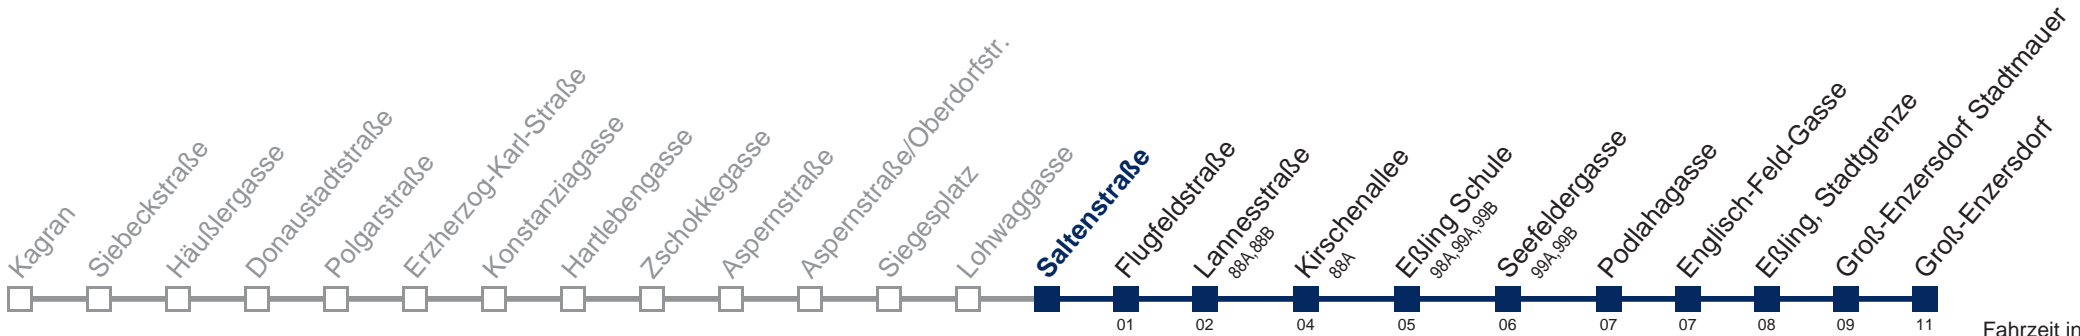 Kagran
Siebeckstraße
Häußlergasse
Donaustadtstraße
Polgarstraße
Erzherzog-Karl-Straße
Konstanziagasse
Hartlebengasse
Zschokkegasse
Aspernstraße
Aspernstraße/Oberdorfstr.
Siegesplatz
Lohwaggasse
Saltenstraße
Flugfeldstraße
Lannesstraße
88A,88B
Kirschenallee
88A
Eßling Schule
98A,99A,99B
Seefeldergasse
99A,99B
Podlahagasse
Englisch-Feld-Gasse
Eßling, Stadtgrenze
Groß-Enzersdorf Stadtmauer
Groß-Enzersdorf
01 02 04 05 06 07 07 08 09 11
Fahrzeit in